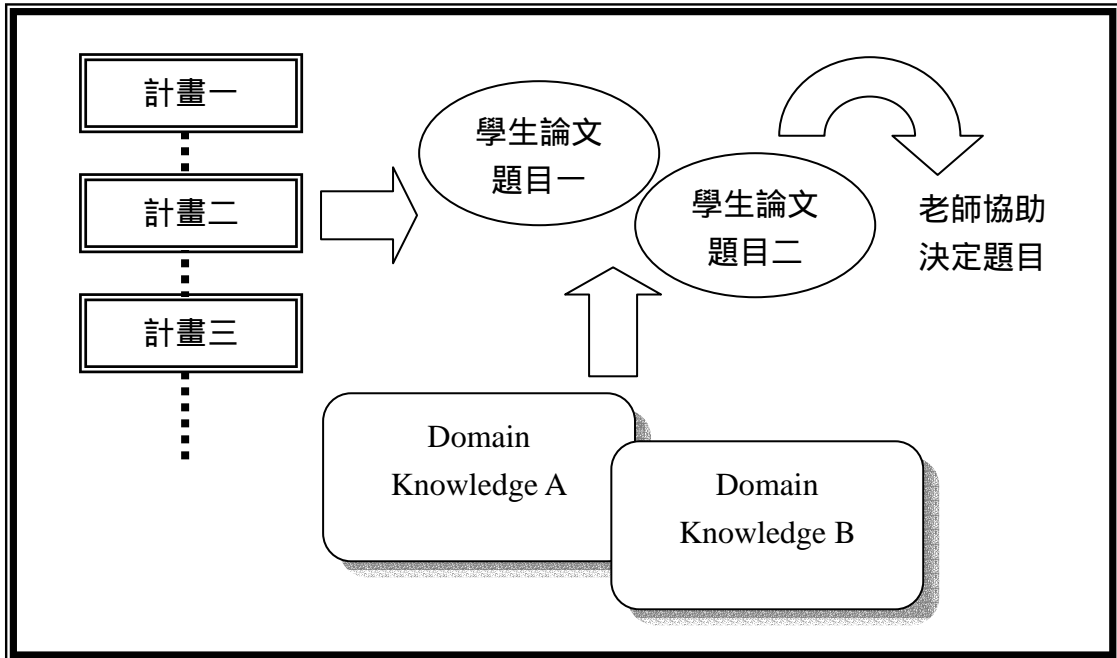 計畫一
計畫二
計畫三
學生論文
題目一
學生論文
題目二
老師協助
決定題目
Domain
Knowledge A
Domain
Knowledge B